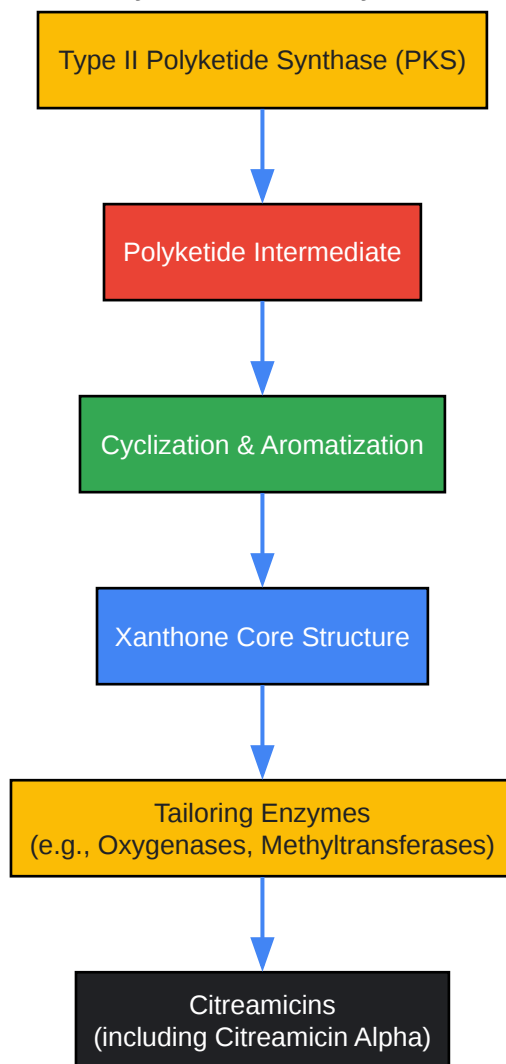 Type II Polyketide Synthase (PKS)
Polyketide Intermediate
Cyclization & Aromatization
Xanthone Core Structure
Tailoring Enzymes
(e.g., Oxygenases, Methyltransferases)
Citreamicins
(including Citreamicin Alpha)